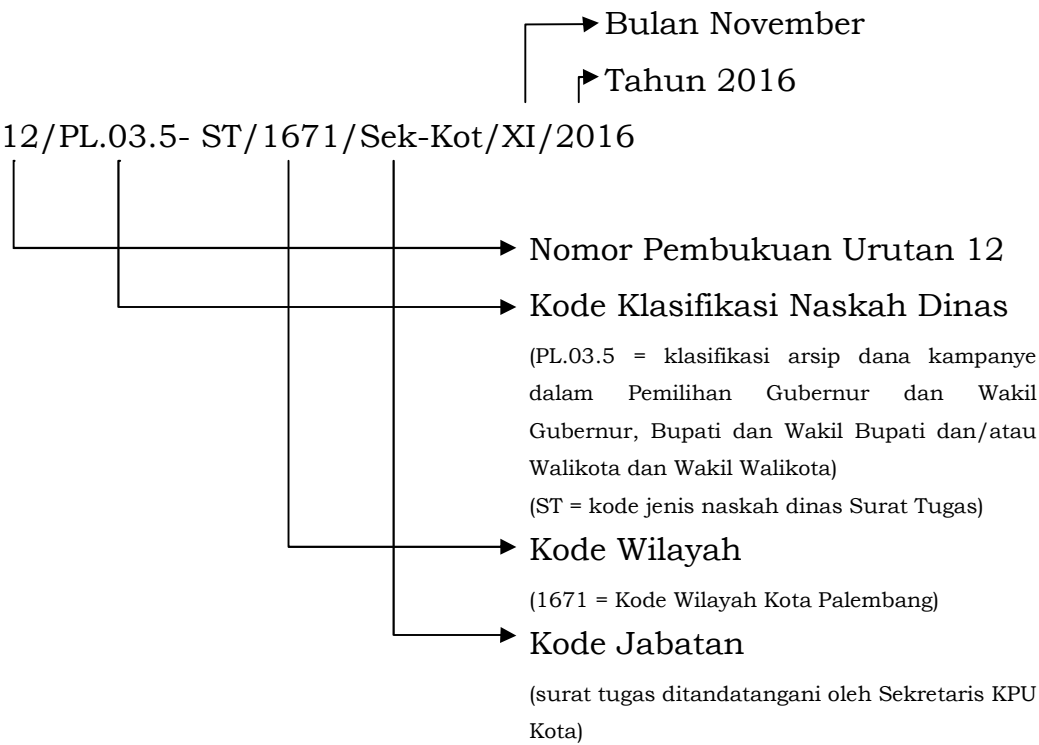 Bulan November
Tahun 2016
12/PL.03.5- ST/1671/Sek-Kot/XI/2016
Nomor Pembukuan Urutan 12
Kode Klasifikasi Naskah Dinas
(PL.03.5 = klasifikasi arsip dana kampanye
dalam Pemilihan Gubernur dan Wakil
Gubernur, Bupati dan Wakil Bupati dan/atau
Walikota dan Wakil Walikota)
(ST = kode jenis naskah dinas Surat Tugas)
Kode Wilayah
(1671 = Kode Wilayah Kota Palembang)
Kode Jabatan
(surat tugas ditandatangani oleh Sekretaris KPU
Kota)